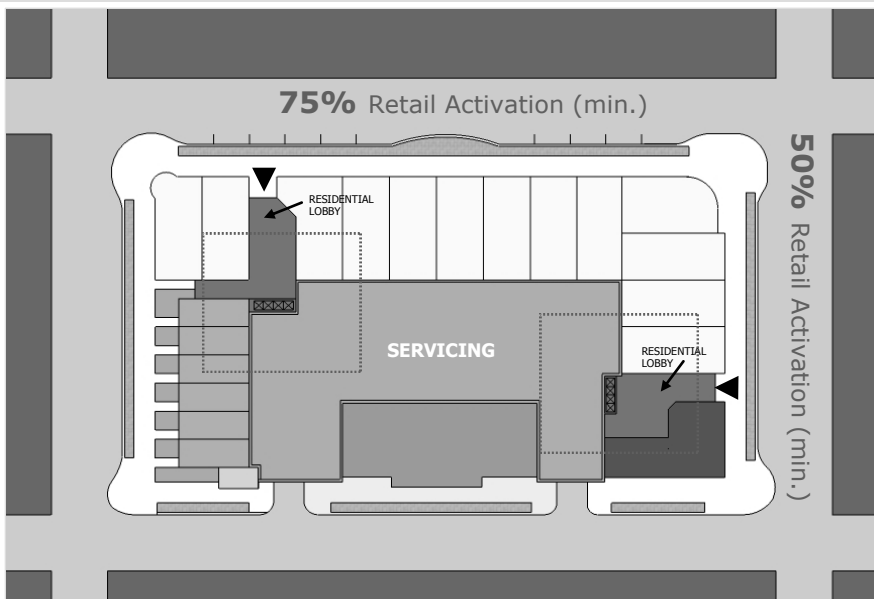 75% Retail Activation (min.)
RESIDENTIAL
LOBBY
50% Retail Activation (min.)
SERVICING
RESIDENTIAL
LOBBY